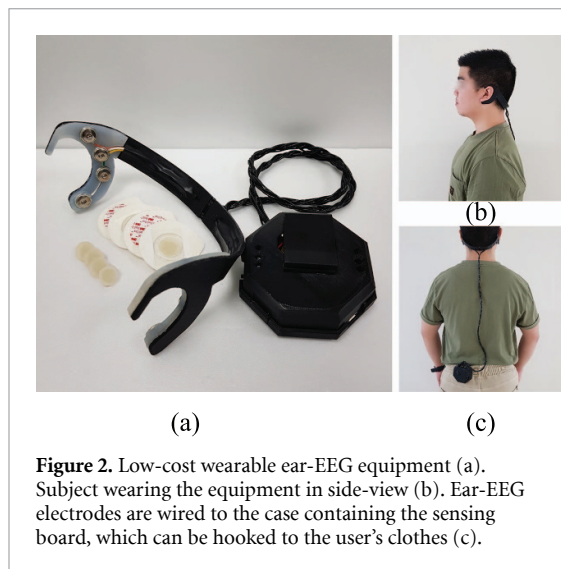 (b)
(a)
(c)
Figure 2. Low-cost wearable ear-EEG equipment (a).
Subject wearing the equipment in side-view (b). Ear-EEG
electrodes are wired to the case containing the sensing
board, which can be hooked to the user's clothes (c).